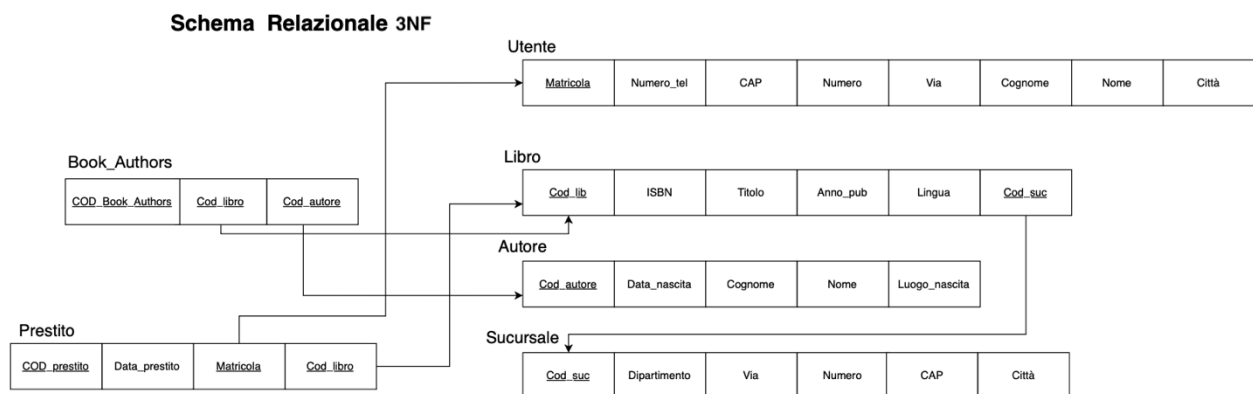 Schema Relazionale 3NF
Utente
Matricola Numero_tel CAP Numero Via Cognome Nome Città
Book_Authors
COD_Book_Authors Cod_libro Cod_autore
Libro
Cod_lib ISBN Titolo Anno_pub Lingua Cod_suc
Autore
Cod_autore Data_nascita Cognome Nome Luogo_nascita
Prestito
COD_prestito Data_prestito Matricola Cod_libro
Sucursale
Cod_suc Dipartimento Via Numero CAP Città